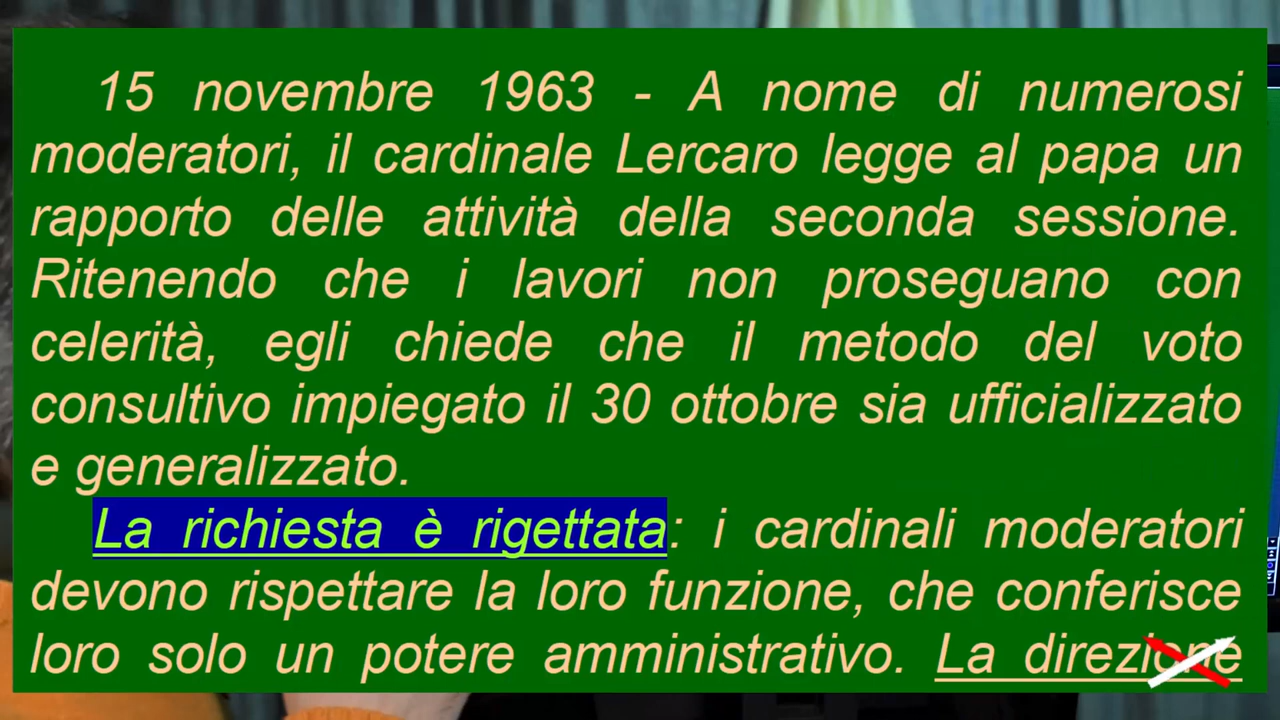 15 novembre 1963 - A nome di numerosi
moderatori, il cardinale Lercaro legge al papa un
rapporto delle attività della seconda sessione.
Ritenendo che i lavori non proseguano con
celerità, egli chiede che il metodo del voto
consultivo impiegato il 30 ottobre sia ufficializzato
e generalizzato.
La richiesta è rigettata: i cardinali moderatori
devono rispettare la loro funzione, che conferisce
loro solo un potere amministrativo. La direzione